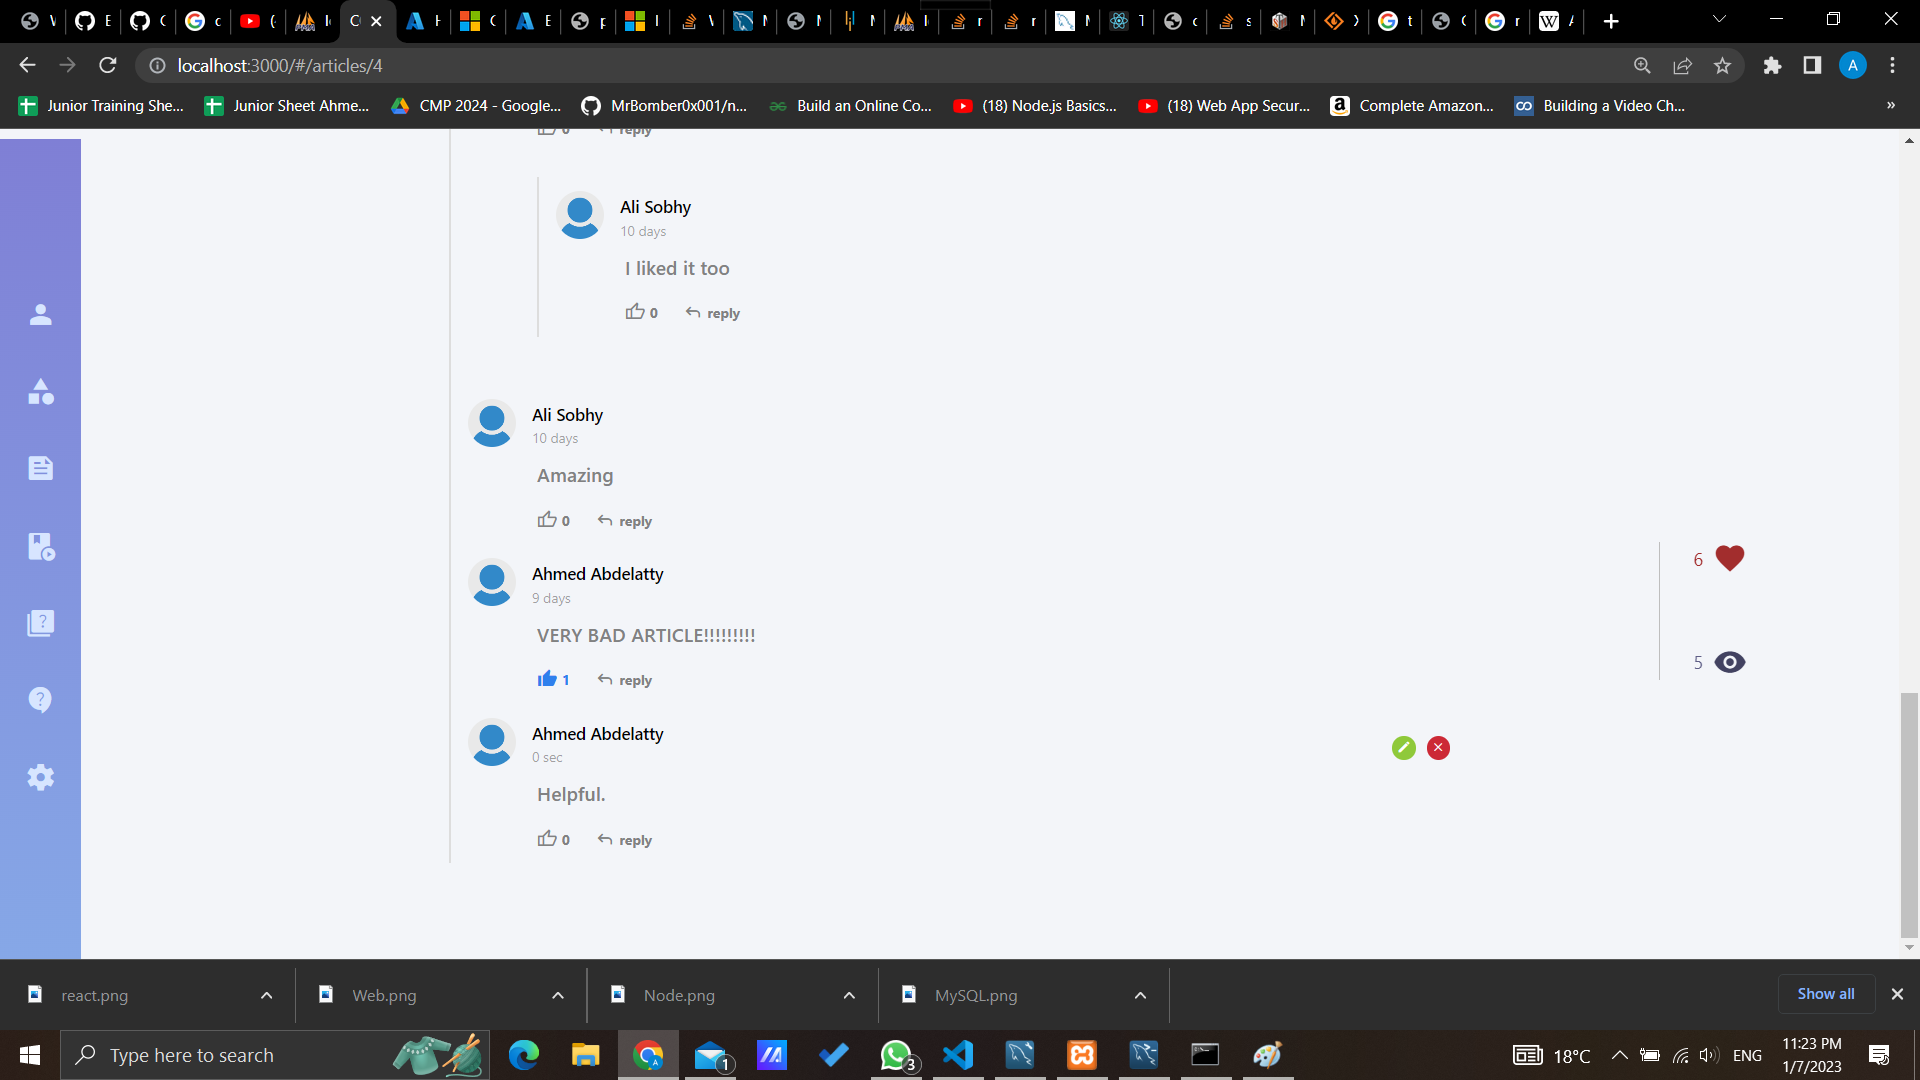 localhost:3000/#/articles/4
Junior Training She...
Junior Sheet Ahme...
CMP 2024 - Google...
MrBomber0x001/n...
Build an Online Co...
(18) Node.js Basics...
(18) Web App Secur...
Complete Amazon...
Building a Video Ch...
»
0 reply
Ali Sobhy
10 days
I liked it too
0 reply
Ali Sobhy
10 days
Amazing
0 reply
Ahmed Abdelatty
9 days
VERY BAD ARTICLE!!!!!!!!!
1 reply
6
5
Ahmed Abdelatty
0 sec
Helpful.
0 reply
react.png
Web.png
Node.png
MySQL.png
Show all
Type here to search
1
3
18°C
ENG
11:23 PM
1/7/2023